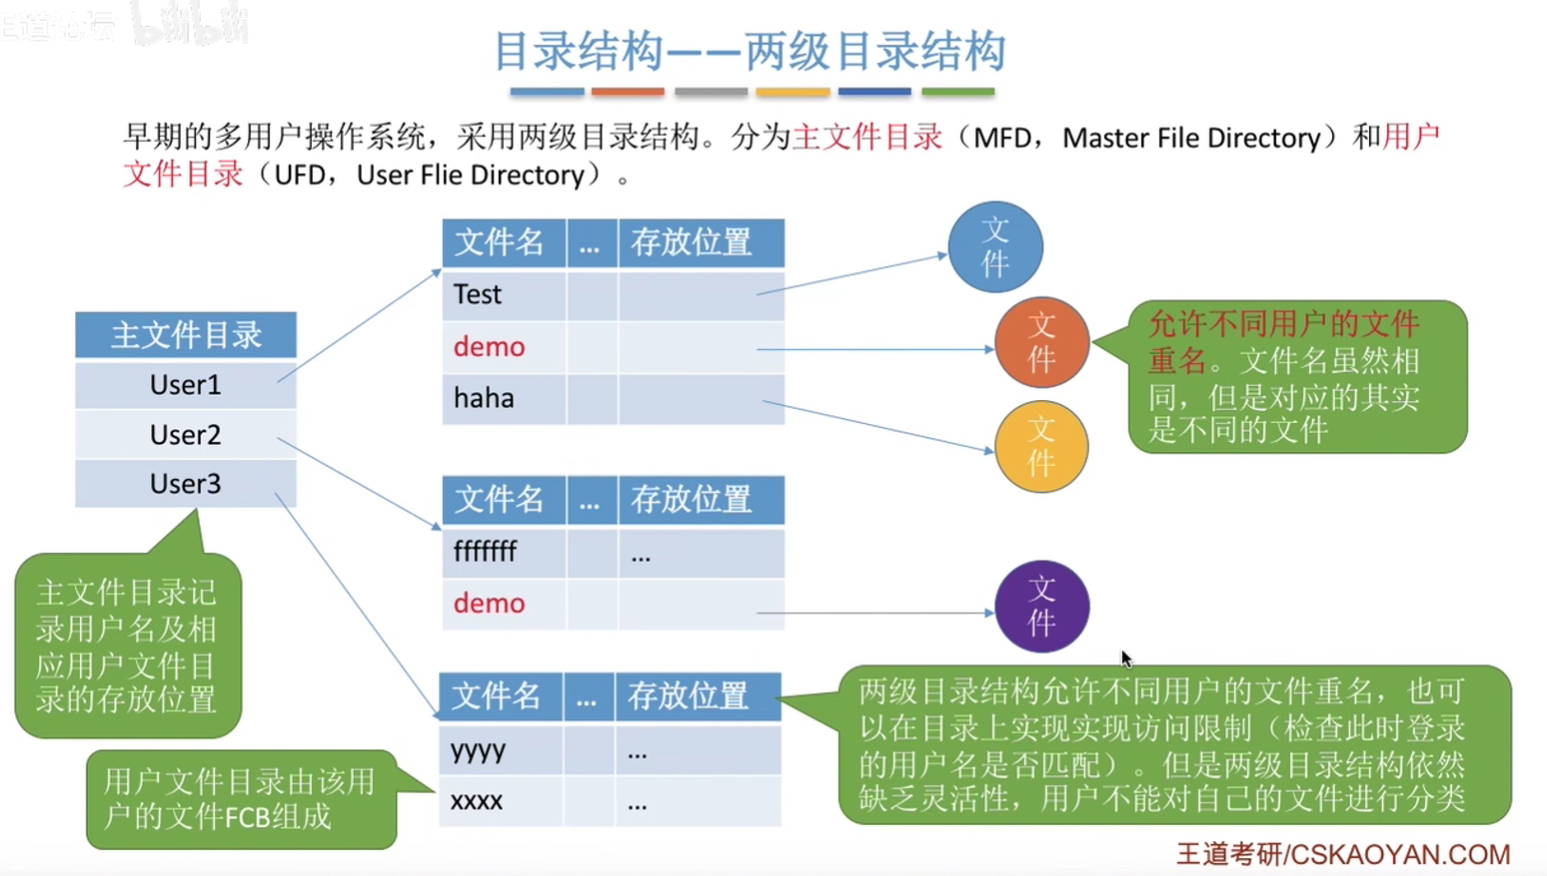 王道论坛 bilibili
目录结构——两级目录结构
早期的多用户操作系统，采用两级目录结构。分为主文件目录（MFD，Master File Directory）和用户
文件目录（UFD，User Flie Directory）。
文件名 … 存放位置
Test
demo
haha
文
件
文
件
文
件
允许不同用户的文件
重名。文件名虽然相
同，但是对应的其实
是不同的文件
主文件目录
User1
User2
User3
文件名 … 存放位置
fffffff …
demo
文
件
主文件目录记
录用户名及相
应用户文件目
录的存放位置
文件名 … 存放位置
yyyy …
xxxx …
用户文件目录由该用
户的文件FCB组成
两级目录结构允许不同用户的文件重名，也可
以在目录上实现实现访问限制（检查此时登录
的用户名是否匹配）。但是两级目录结构依然
缺乏灵活性，用户不能对自己的文件进行分类
王道考研/CSKAOYAN.COM